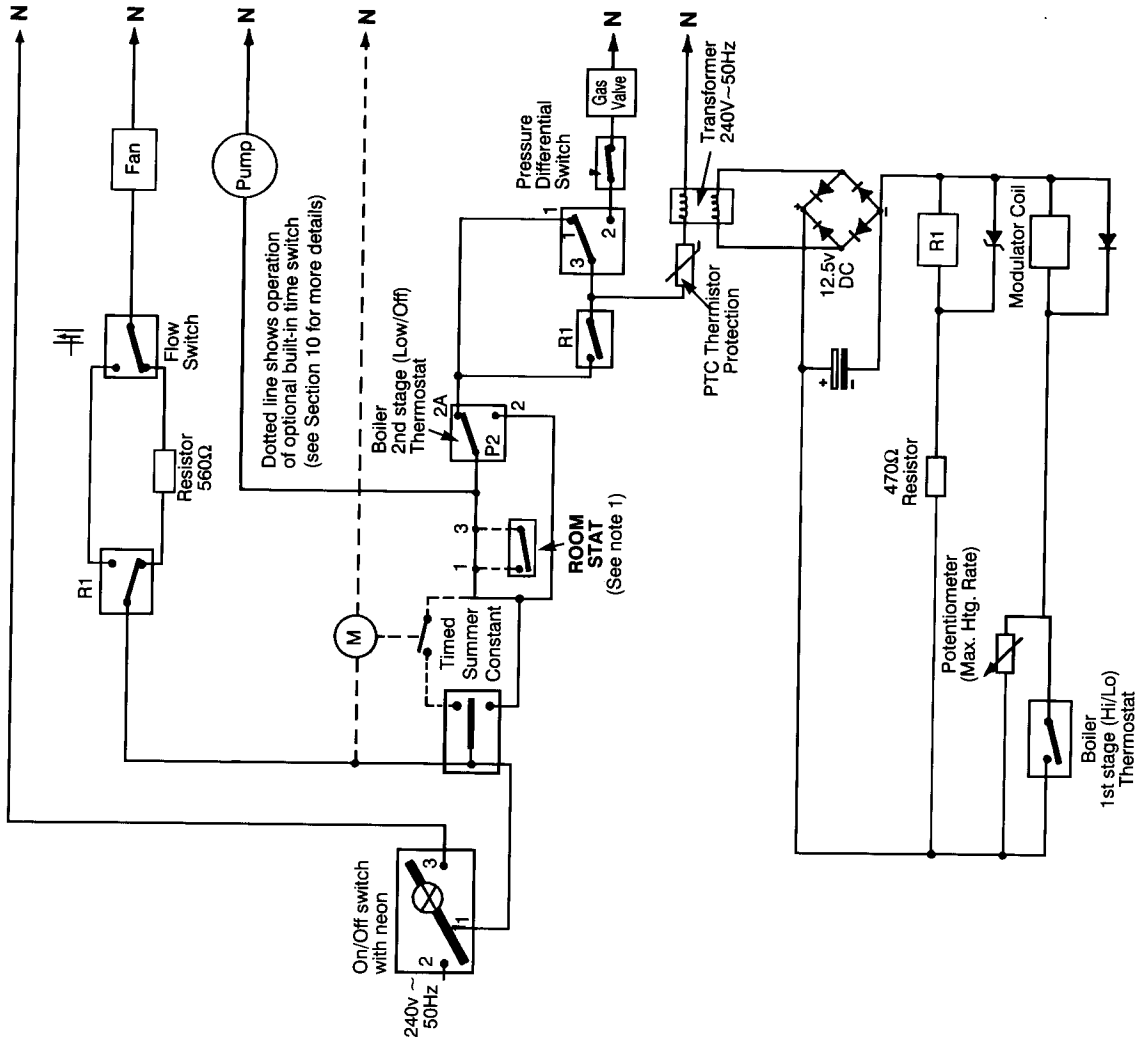 N
N
N
N
N
N
Fan
Pump
Gas
Valve
Flow
Switch
Resistor
560Ω
R1
Dotted line shows operation
of optional built-in time switch
(see Section 10 for more details)
Pressure
Differential
Switch
Transformer
240V~50Hz
1
1
2
3
Boiler
2nd stage (Low/Off)
Thermostat
2A
2
P2
R1
PTC Thermistor
Protection
3
1
ROOM
STAT
(See note 1)
M
Timed
Summer
Constant
On/Off switch
with neon
3
1
2
240v ~
50Hz
+
-
12.5v
DC
R1
Modulator Coil
+
-
470Ω
Resistor
Potentiometer
(Max. Htg. Rate)
Boiler
1st stage (Hi/Lo)
Thermostat